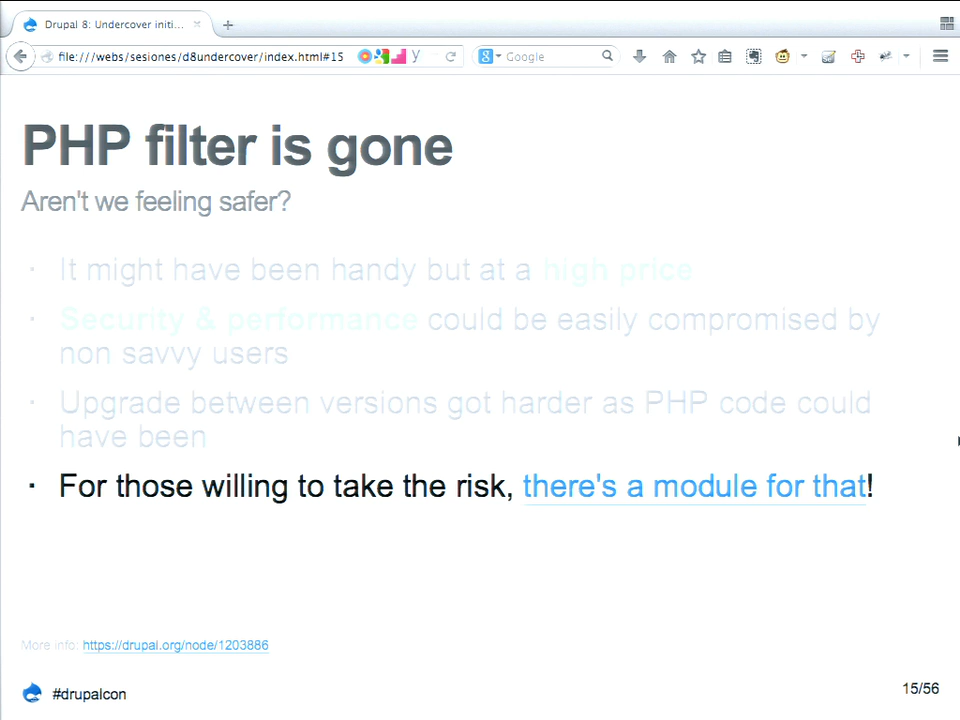 Drupal 8: Undercover initi...
file:///webs/sesiones/d8undercover/index.html#15
Google
PHP filter is gone
Aren't we feeling safer?
· It might have been handy but at a high price
· Security & performance could be easily compromised by
non savvy users
· Upgrade between versions got harder as PHP code could
have been
· For those willing to take the risk, there's a module for that!
More info: https://drupal.org/node/1203886
#drupalcon
15/56